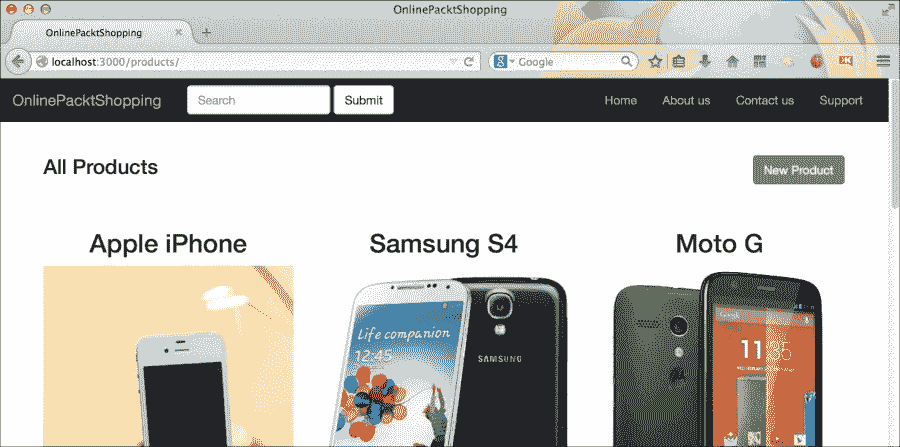 OnlinePacktShopping
OnlinePacktShopping
localhost:3000/products/
Google
OnlinePacktShopping
Search
Submit
Home
About us
Contact us
Support
All Products
New Product
Apple iPhone
Samsung S4
Moto G
Life companion
12:45
SAMSUNG
Google
11:35